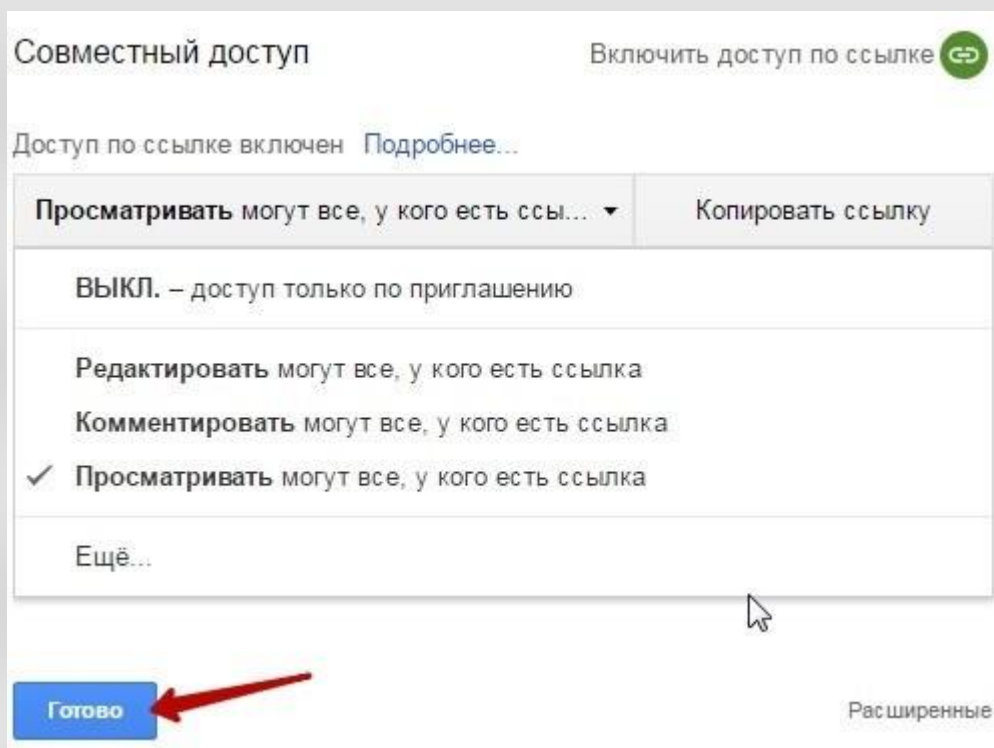 Совместный доступ
Включить доступ по ссылке
Доступ по ссылке включен Подробнее...
Просматривать могут все, у кого есть ссы...
Копировать ссылку
ВЫКЛ. – доступ только по приглашению
Редактировать могут все, у кого есть ссылка
Комментировать могут все, у кого есть ссылка
Просматривать могут все, у кого есть ссылка
Ещё...
Готово
Расширенные